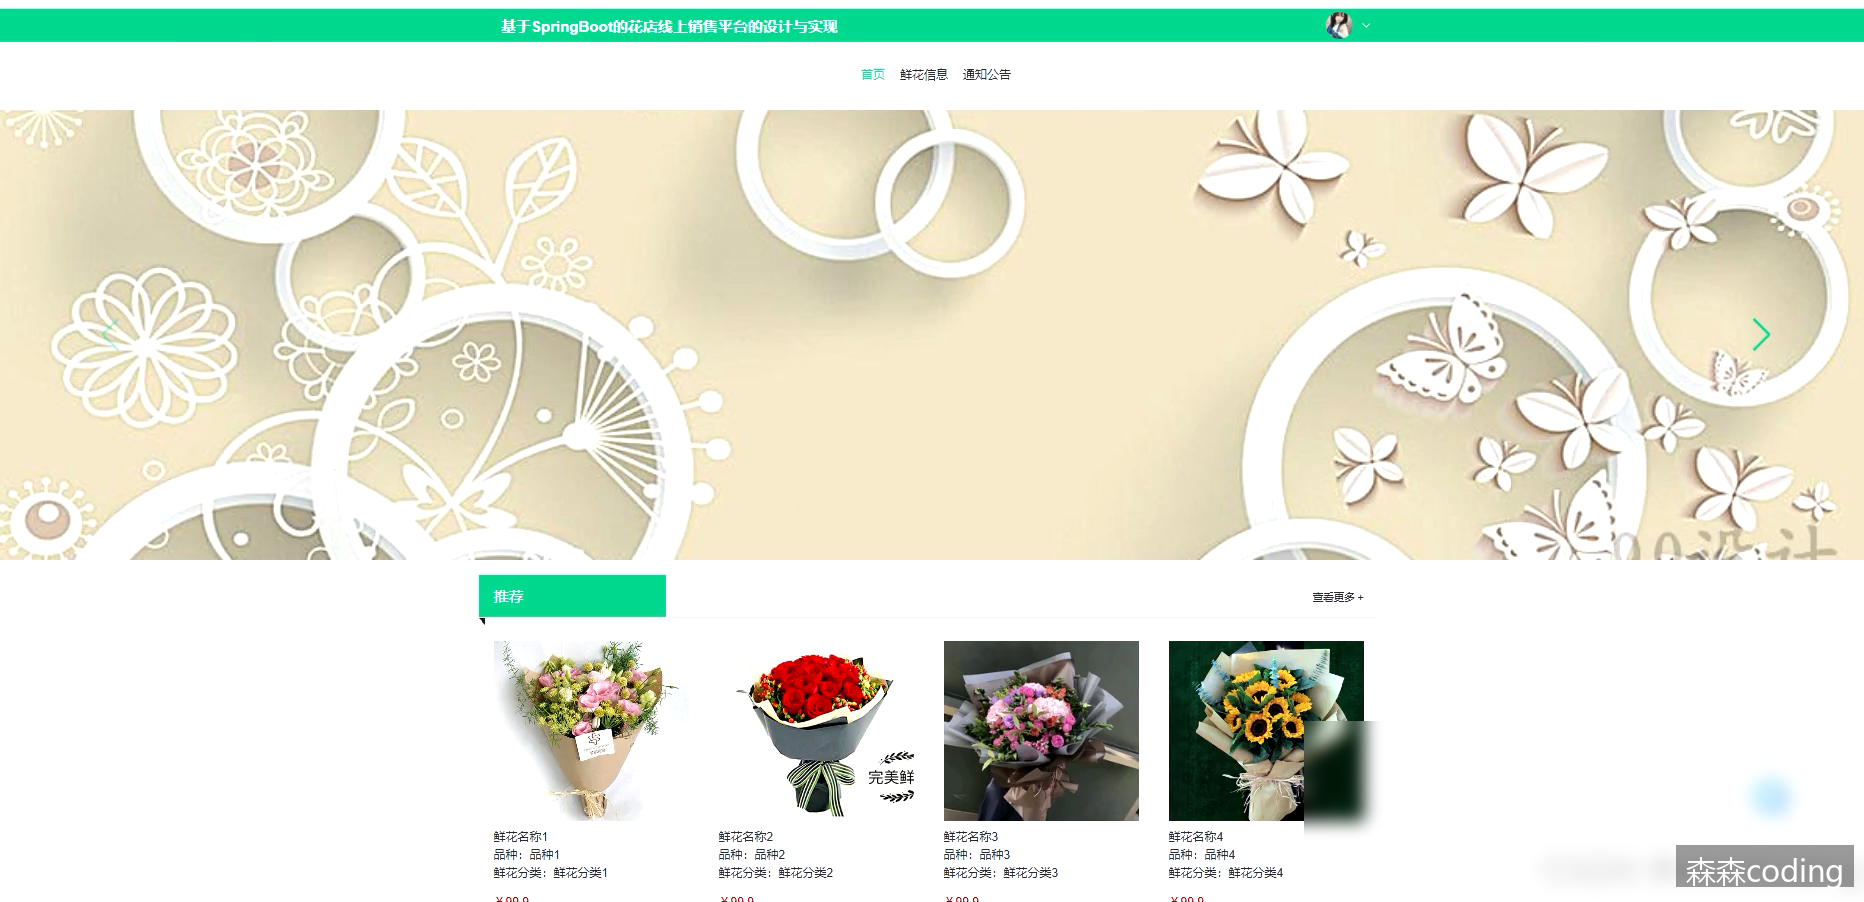 基于SpringBoot的花店线上销售平台的设计与实现
首页 鲜花信息 通知公告
90设计
推荐
查看更多 +
完美鲜
鲜花名称1
品种：品种1
鲜花分类：鲜花分类1
￥99.9
鲜花名称2
品种：品种2
鲜花分类：鲜花分类2
￥99.9
鲜花名称3
品种：品种3
鲜花分类：鲜花分类3
￥99.9
鲜花名称4
品种：品种4
鲜花分类：鲜花分类4
￥99.9
森森coding